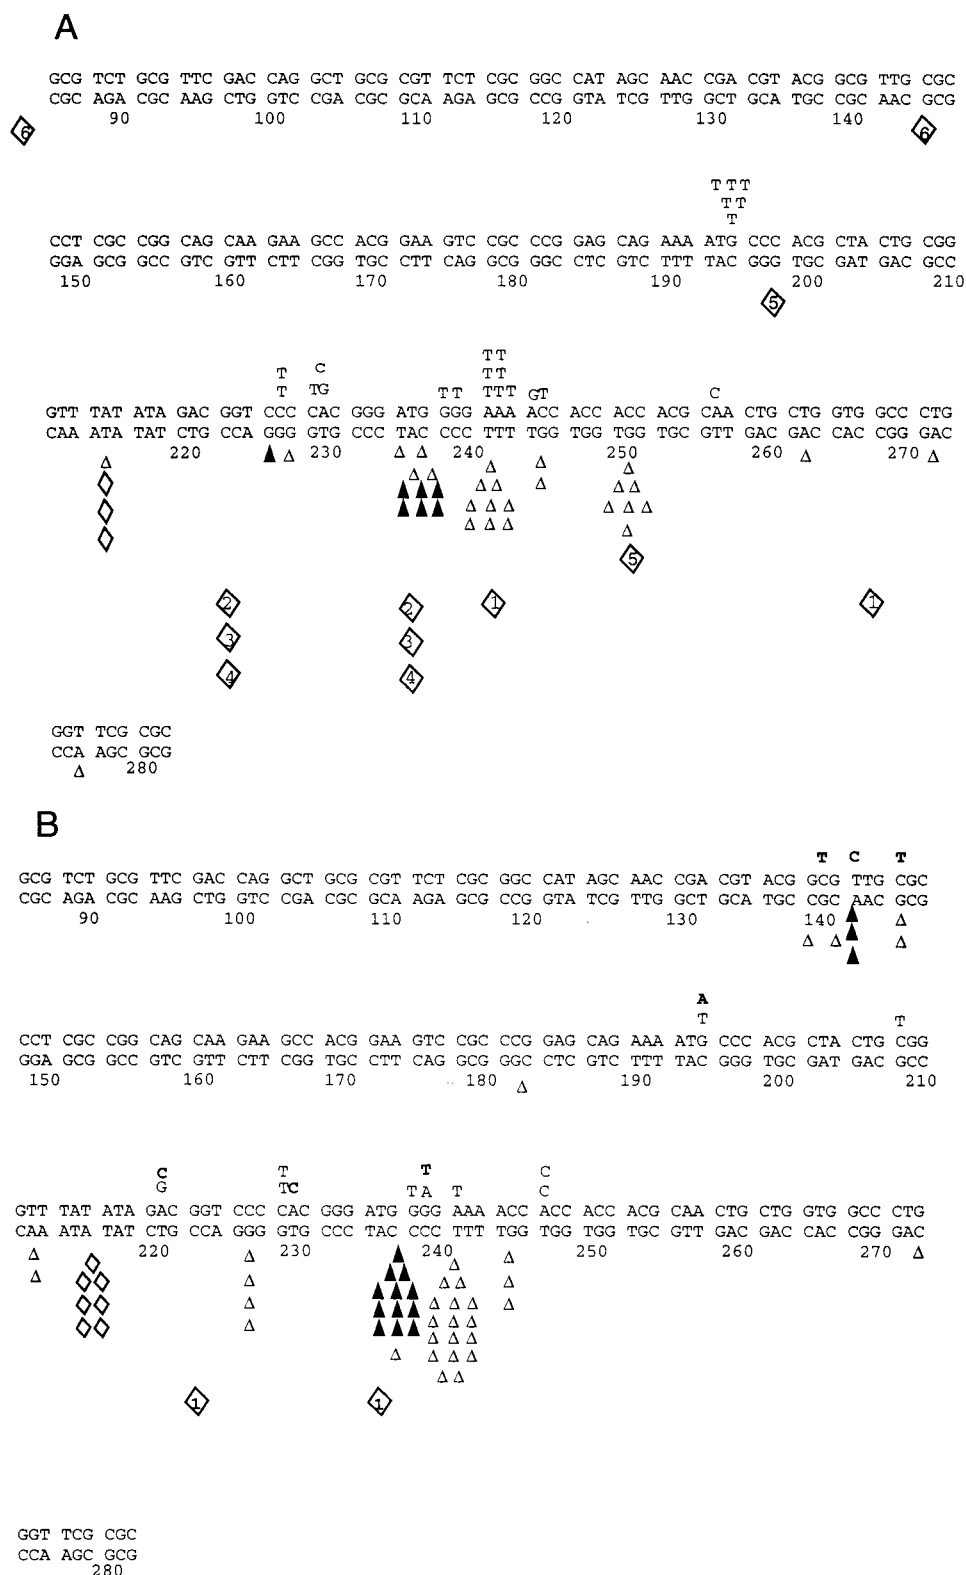 A
GCG TCT GCG TTC GAC CAG GCT GCG CGT TCT CGC GGC CAT AGC AAC CGA CGT ACG GCG TTG CGC
CGC AGA CGC AAG CTG GTC CGA CGC GCA AGA GCG CCG GTA TCG TTG GCT GCA TGC CGC AAC GCG
90 100 110 120 130 140
6 6
T T T
T T
T
CCT CGC CGG CAG CAA GAA GCC ACG GAA GTC CGC CCG GAG CAG AAA ATG CCC ACG CTA CTG CGG
GGA GCG GCC GTC GTT CTT CGG TGC CTT CAG GCG GGC CTC GTC TTT TAC GGG TGC GAT GAC GCC
150 160 170 180 190 200 210
5
TT
T C TT
T TG TT TTT GT C
GTT TAT ATA GAC GGT CCC CAC GGG ATG GGG AAA ACC ACC ACC ACG CAA CTG CTG GTG GCC CTG
CAA ATA TAT CTG CCA GGG GTG CCC TAC CCC TTT TGG TGG TGG TGC GTT GAC GAC CAC CGG GAC
220 230 240 250 260 270
5
2 2 1 1
3 3
4 4
GGT TCG CGC
CCA AGC GCG
280
B
T C T
GCG TCT GCG TTC GAC CAG GCT GCG CGT TCT CGC GGC CAT AGC AAC CGA CGT ACG GCG TTG CGC
CGC AGA CGC AAG CTG GTC CGA CGC GCA AGA GCG CCG GTA TCG TTG GCT GCA TGC CGC AAC GCG
90 100 110 120 130 140
A
T T
CCT CGC CGG CAG CAA GAA GCC ACG GAA GTC CGC CCG GAG CAG AAA ATG CCC ACG CTA CTG CGG
GGA GCG GCC GTC GTT CTT CGG TGC CTT CAG GCG GGC CTC GTC TTT TAC GGG TGC GAT GAC GCC
150 160 170 180 190 200 210
C T T C
G TC TA T C
GTT TAT ATA GAC GGT CCC CAC GGG ATG GGG AAA ACC ACC ACC ACG CAA CTG CTG GTG GCC CTG
CAA ATA TAT CTG CCA GGG GTG CCC TAC CCC TTT TGG TGG TGG TGC GTT GAC GAC CAC CGG GAC
220 230 240 250 260 270
1 1
GGT TCG CGC
CCA AGC GCG
280